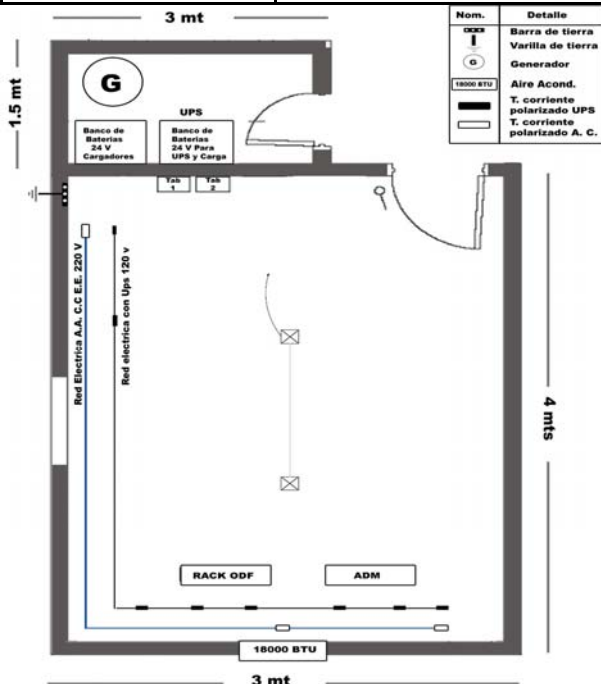 3 mt
Nom. Detalle
Barra de tierra
Varilla de tierra
G Generador
18000 BTU Aire Acond.
T. corriente
polarizado UPS
T. corriente
polarizado A. C.
1.5 mt
G
UPS
Banco de
Baterias
24 V
Cargadores
Banco de
Baterias
24 V Para
UPS y Carga
Tab
1
Tab
2
Red Electrica A.A. C.C E.E. 220 V
Red electrica con Ups 120 v
4 mts
RACK ODF
ADM
18000 BTU
3 mt